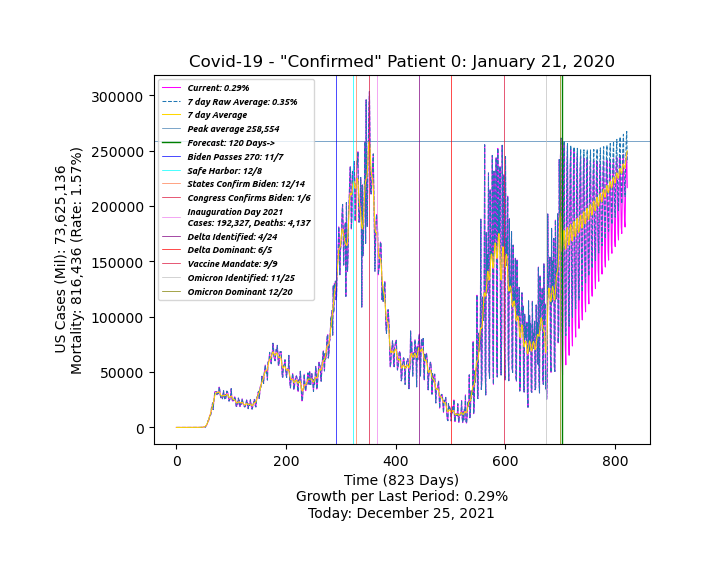 Covid-19 - "Confirmed" Patient 0: January 21, 2020
Current: 0.29%
7 day Raw Average: 0.35%
7 day Average
Peak average 258,554
Forecast: 120 Days->
Biden Passes 270: 11/7
Safe Harbor: 12/8
States Confirm Biden: 12/14
Congress Confirms Biden: 1/6
Inauguration Day 2021
Cases: 192,327, Deaths: 4,137
Delta Identified: 4/24
Delta Dominant: 6/5
Vaccine Mandate: 9/9
Omicron Identified: 11/25
Omicron Dominant 12/20
300000
250000
200000
150000
100000
50000
0
US Cases (Mil): 73,625,136
Mortality: 816,436 (Rate: 1.57%)
0 200 400 600 800
Time (823 Days)
Growth per Last Period: 0.29%
Today: December 25, 2021